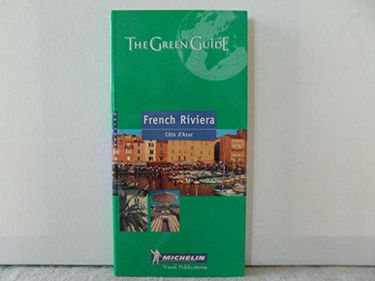 THE GREEN GUIDE
French Riviera
Côte d'Azur
MICHELIN
Travel Publications